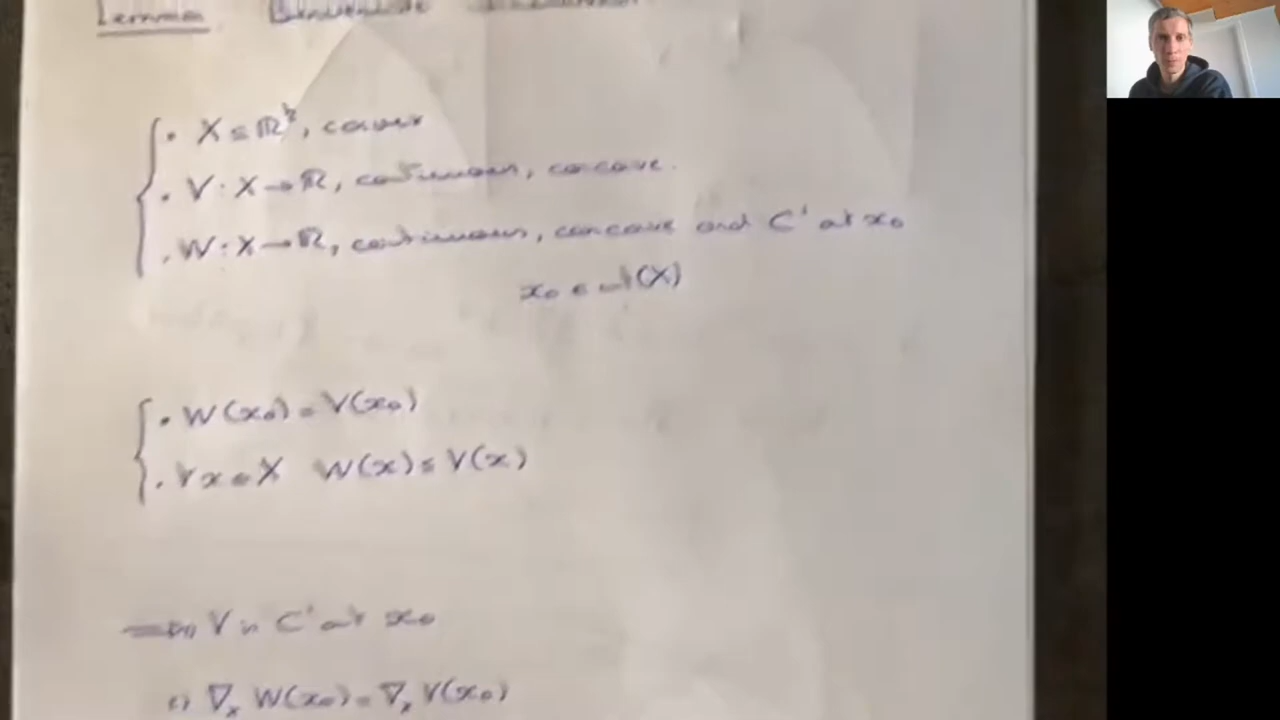 Lemma
{ • X ⊆ ℝᵏ, convex
• V : X → ℝ, continuous, concave.
• W : X → ℝ, continuous, concave and C¹ at x₀
x₀ ∈ int(X)
{ • W(x₀) = V(x₀)
• ∀x ∈ X W(x) ≤ V(x)
V is C¹ at x₀
∇ₓ W(x₀) = ∇ₓ V(x₀)